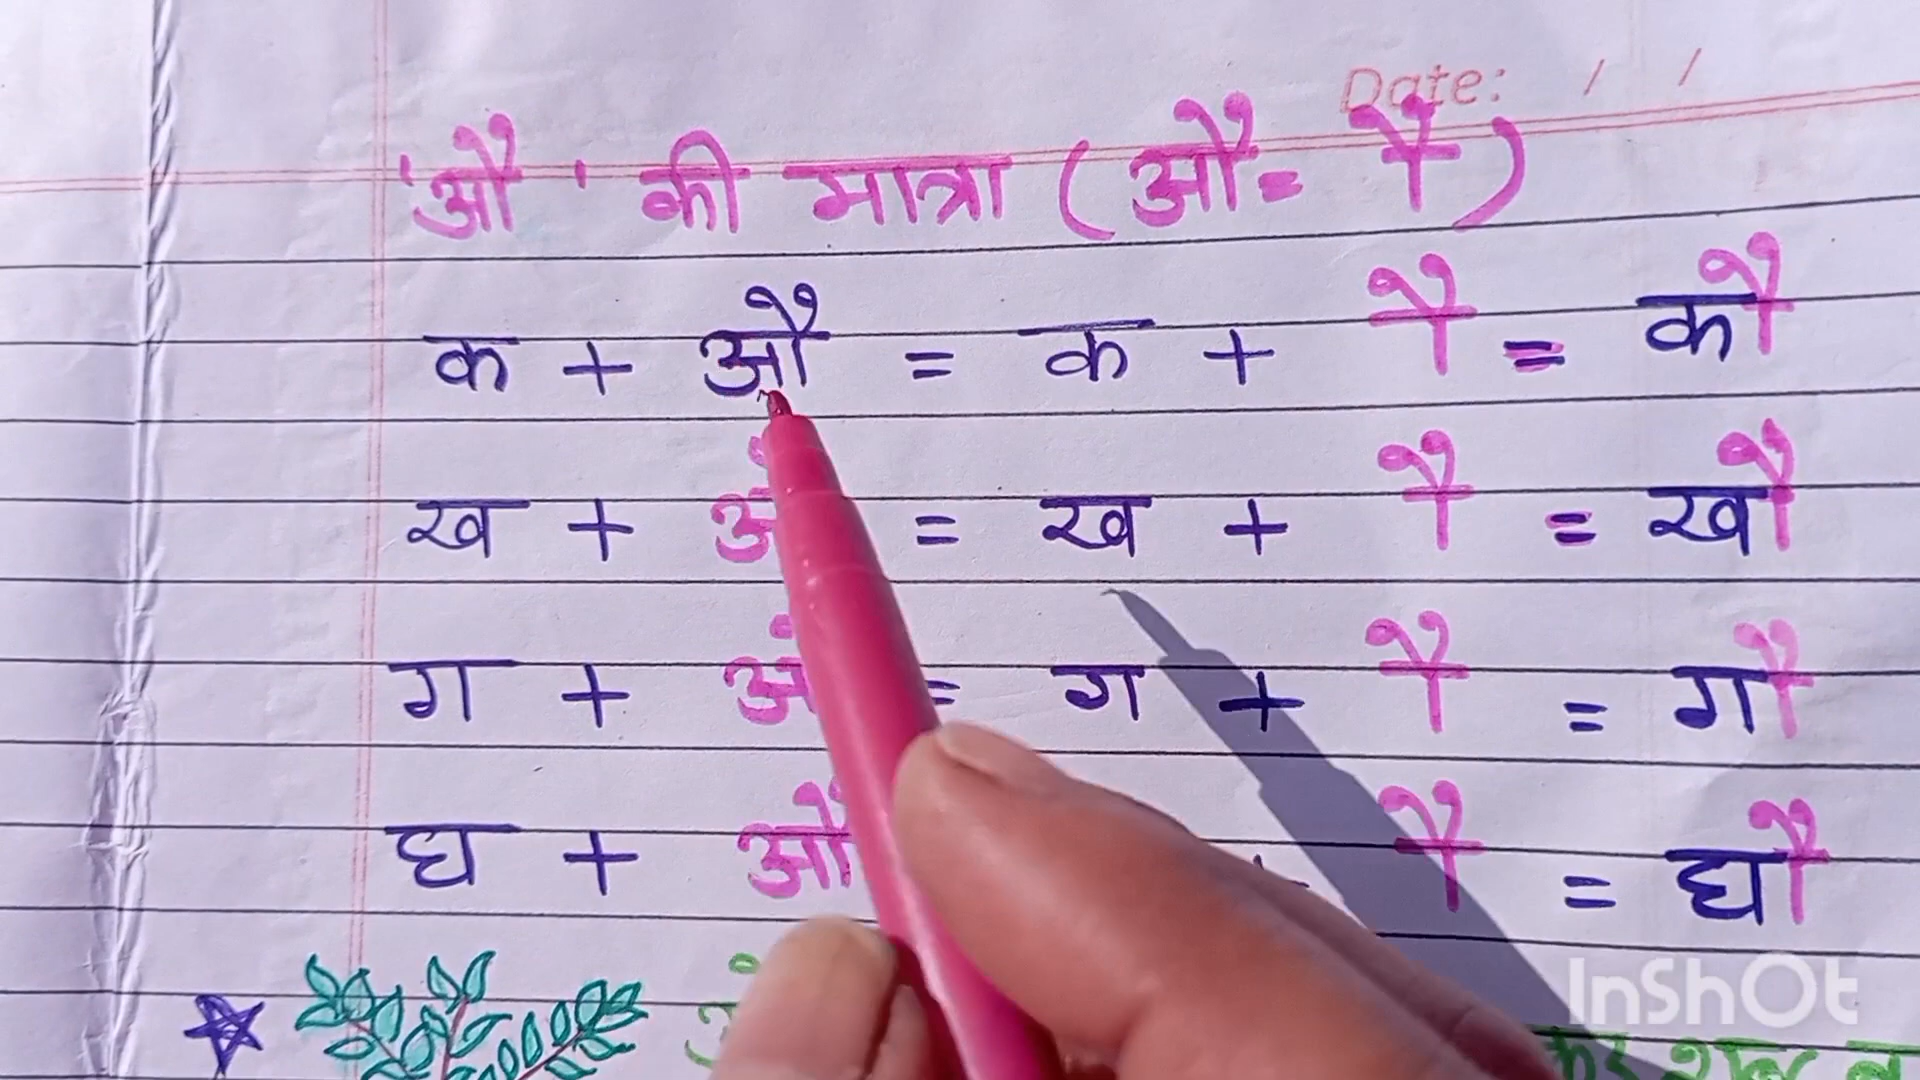 Date: / /
'औ' की मात्रा (औ= ौ)
क + औ = क + ौ = कौ
ख + औ = ख + ौ = खौ
ग + औ = ग + ौ = गौ
घ + औ + ौ = घौ
InShOt